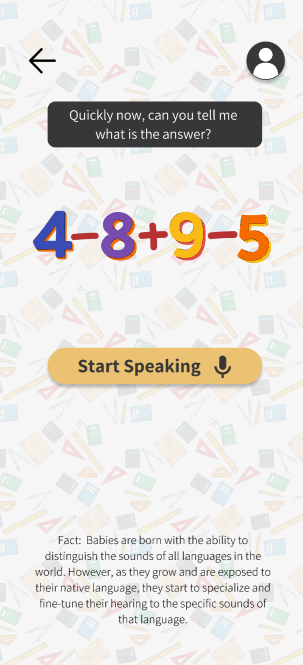 Quickly now, can you tell me
what is the answer?
4-8+9-5
Start Speaking
Fact:  Babies are born with the ability to
distinguish the sounds of all languages in the
world. However, as they grow and are exposed to
their native language, they start to specialize and
fine-tune their hearing to the specific sounds of
that language.